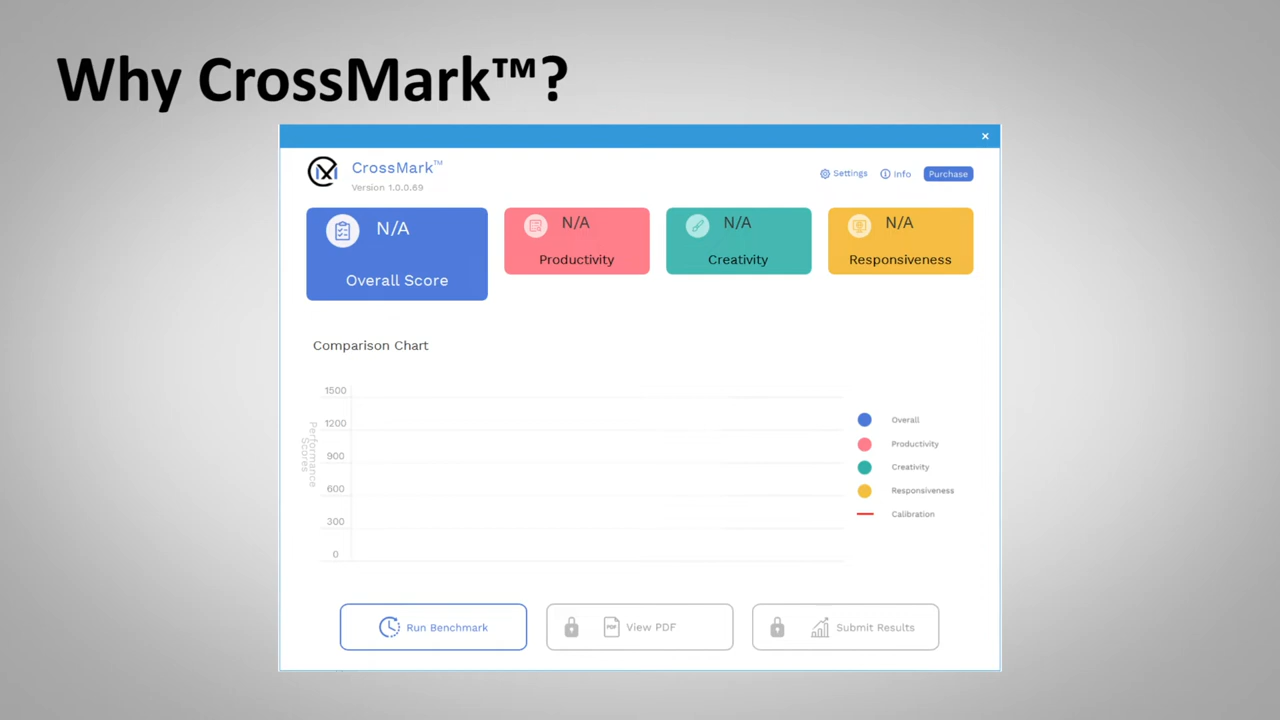 Why CrossMark™?
CrossMark™
Version 1.0.0.69
Settings
Info
Purchase
N/A
Overall Score
N/A
Productivity
N/A
Creativity
N/A
Responsiveness
Comparison Chart
Performance
Scores
1500
1200
900
600
300
0
Overall
Productivity
Creativity
Responsiveness
Calibration
Run Benchmark
PDF
View PDF
Submit Results